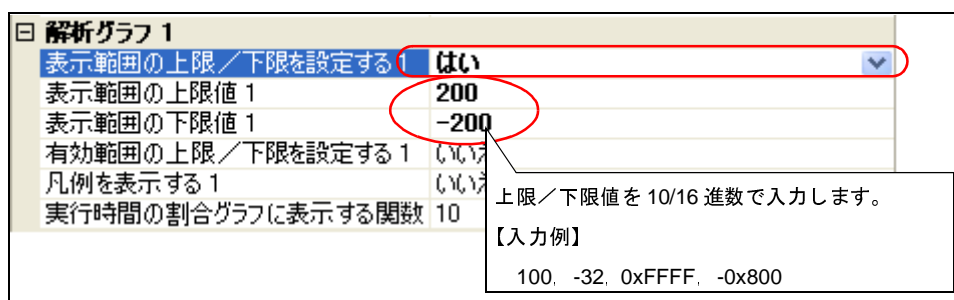 解析グラフ 1
表示範囲の上限／下限を設定する 1 はい
表示範囲の上限値 1 200
表示範囲の下限値 1 -200
有効範囲の上限／下限を設定する 1
凡例を表示する 1
実行時間の割合グラフに表示する関数 10
上限／下限値を 10/16 進数で入力します。
【入力例】
100, -32, 0xFFFF, -0x800